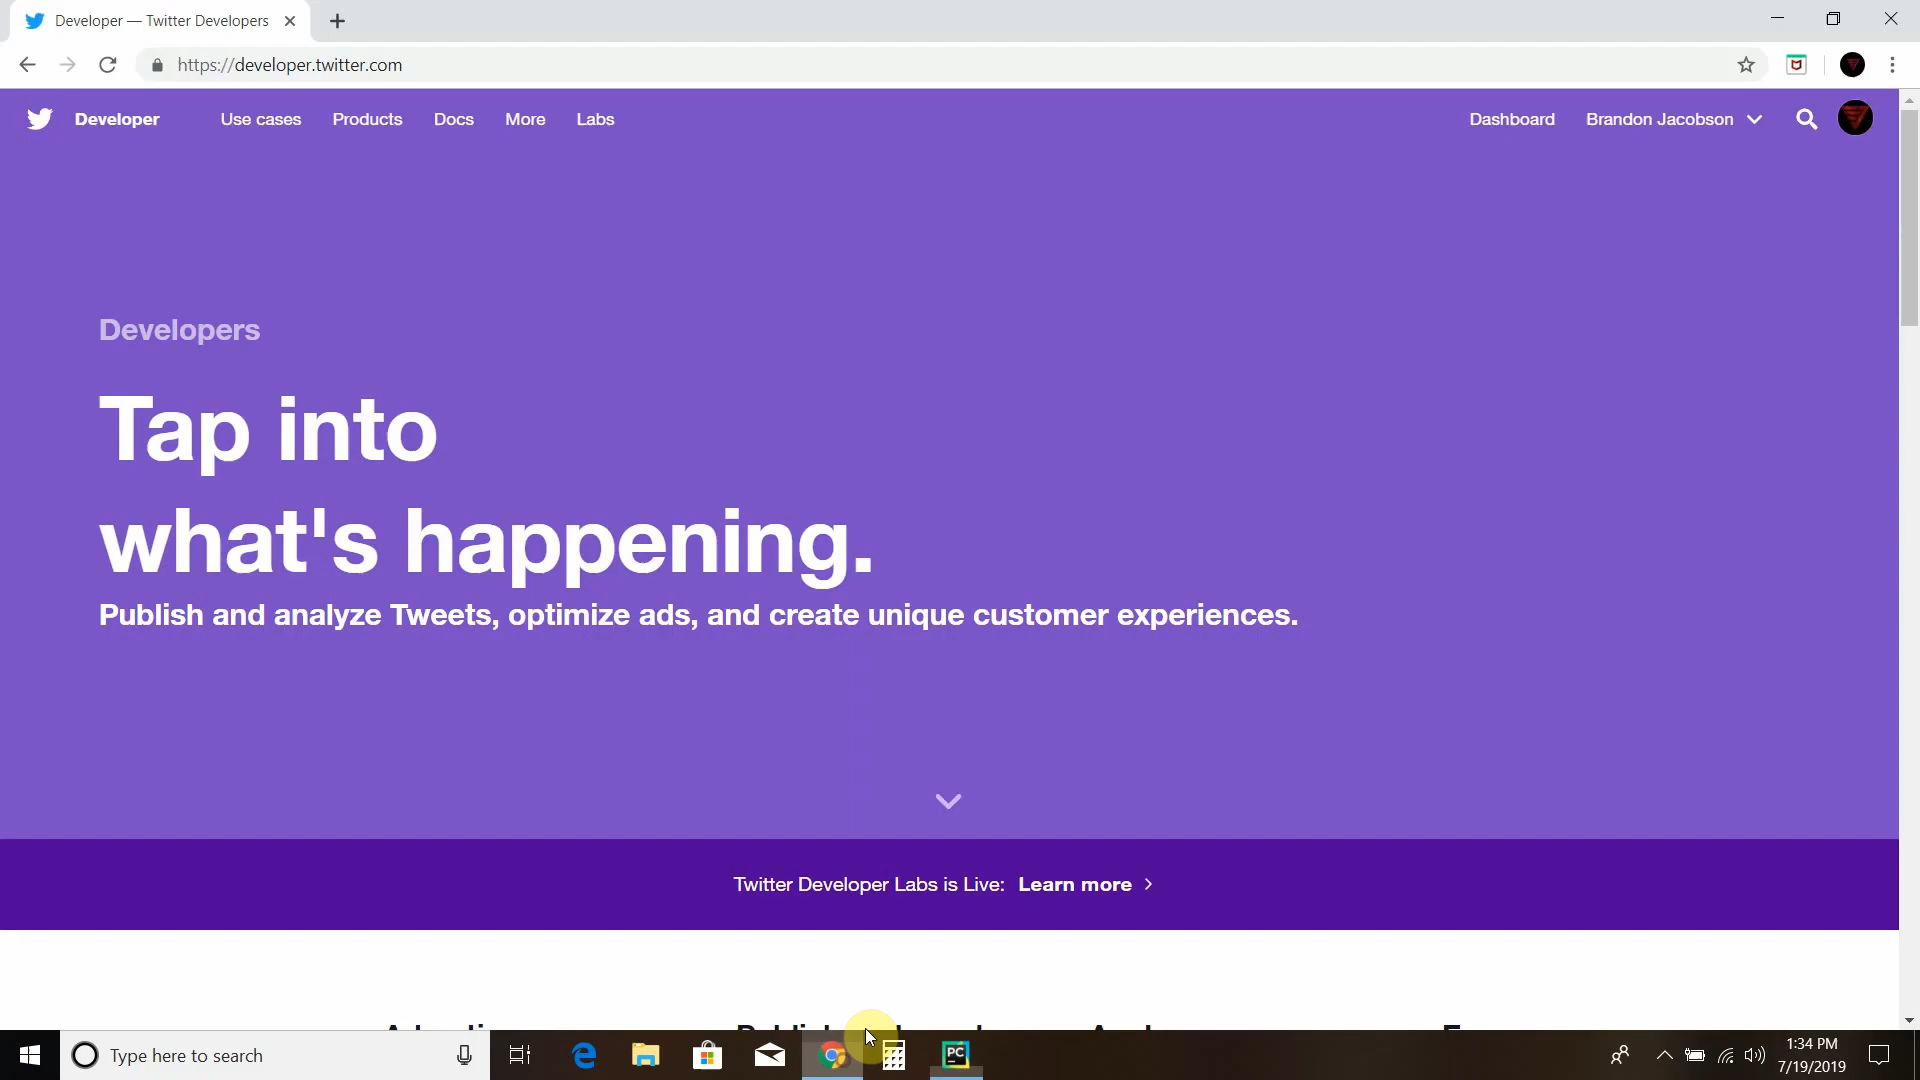 Developer — Twitter Developers
https://developer.twitter.com
Developer Use cases Products Docs More Labs Dashboard Brandon Jacobson
Developers
Tap into
what's happening.
Publish and analyze Tweets, optimize ads, and create unique customer experiences.
Twitter Developer Labs is Live: Learn more
Type here to search
PC
1:34 PM
7/19/2019